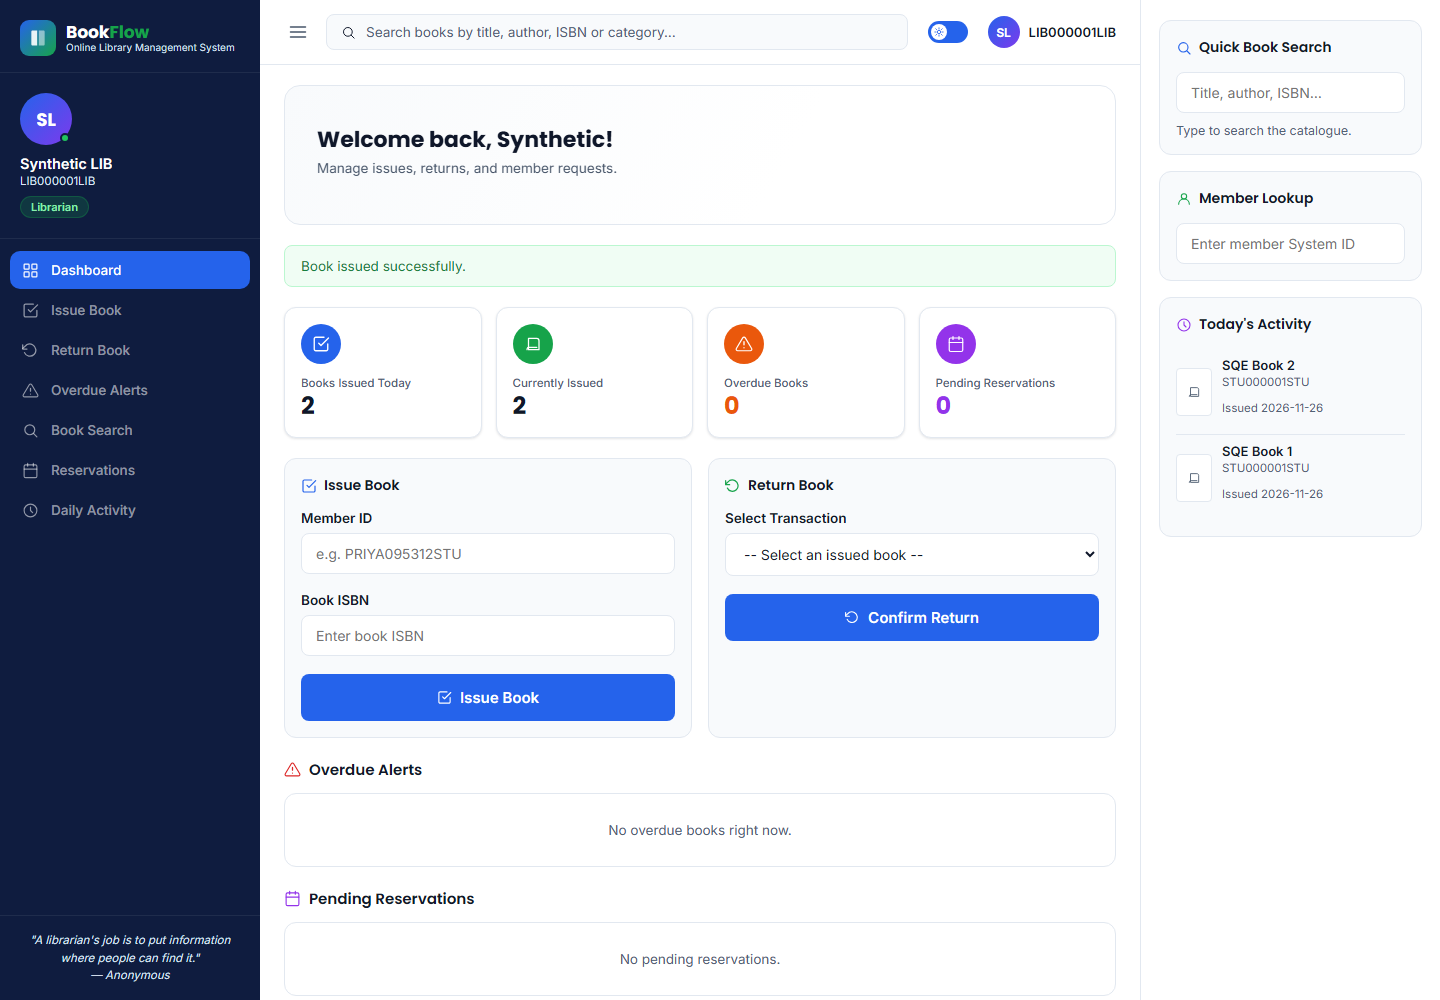 BookFlow
Online Library Management System
SL
Synthetic LIB
LIB000001LIB
Librarian
Dashboard
Issue Book
Return Book
Overdue Alerts
Book Search
Reservations
Daily Activity
"A librarian's job is to put information
where people can find it."
— Anonymous
Search books by title, author, ISBN or category...
SL
LIB000001LIB
Welcome back, Synthetic!
Manage issues, returns, and member requests.
Book issued successfully.
Books Issued Today
2
Currently Issued
2
Overdue Books
0
Pending Reservations
0
Issue Book
Member ID
e.g. PRIYA095312STU
Book ISBN
Enter book ISBN
Issue Book
Return Book
Select Transaction
-- Select an issued book --
Confirm Return
Overdue Alerts
No overdue books right now.
Pending Reservations
No pending reservations.
Quick Book Search
Title, author, ISBN...
Type to search the catalogue.
Member Lookup
Enter member System ID
Today's Activity
SQE Book 2
STU000001STU
Issued 2026-11-26
SQE Book 1
STU000001STU
Issued 2026-11-26